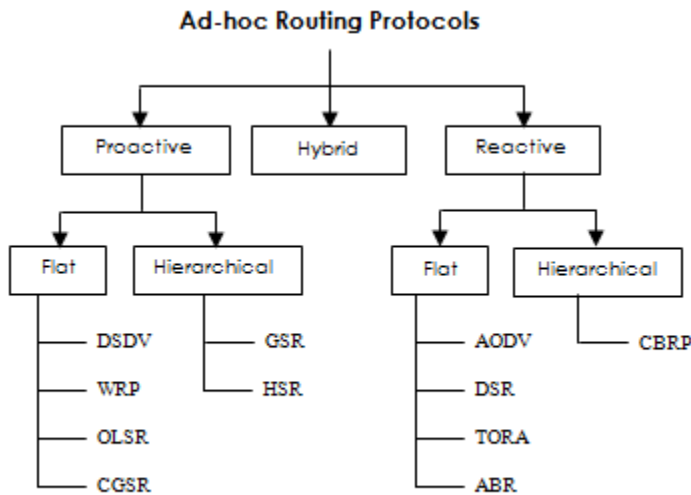 Ad-hoc Routing Protocols
Proactive
Hybrid
Reactive
Flat
Hierarchical
Flat
Hierarchical
DSDV
GSR
AODV
CBRP
WRP
HSR
DSR
OLSR
TORA
CGSR
ABR